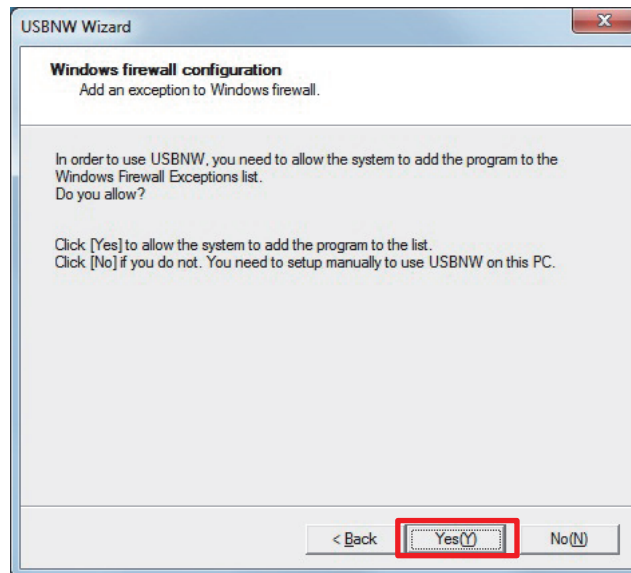 USBNW Wizard
Windows firewall configuration
Add an exception to Windows firewall.
In order to use USBNW, you need to allow the system to add the program to the
Windows Firewall Exceptions list.
Do you allow?
Click [Yes] to allow the system to add the program to the list.
Click [No] if you do not. You need to setup manually to use USBNW on this PC.
< Back Yes(Y) No(N)